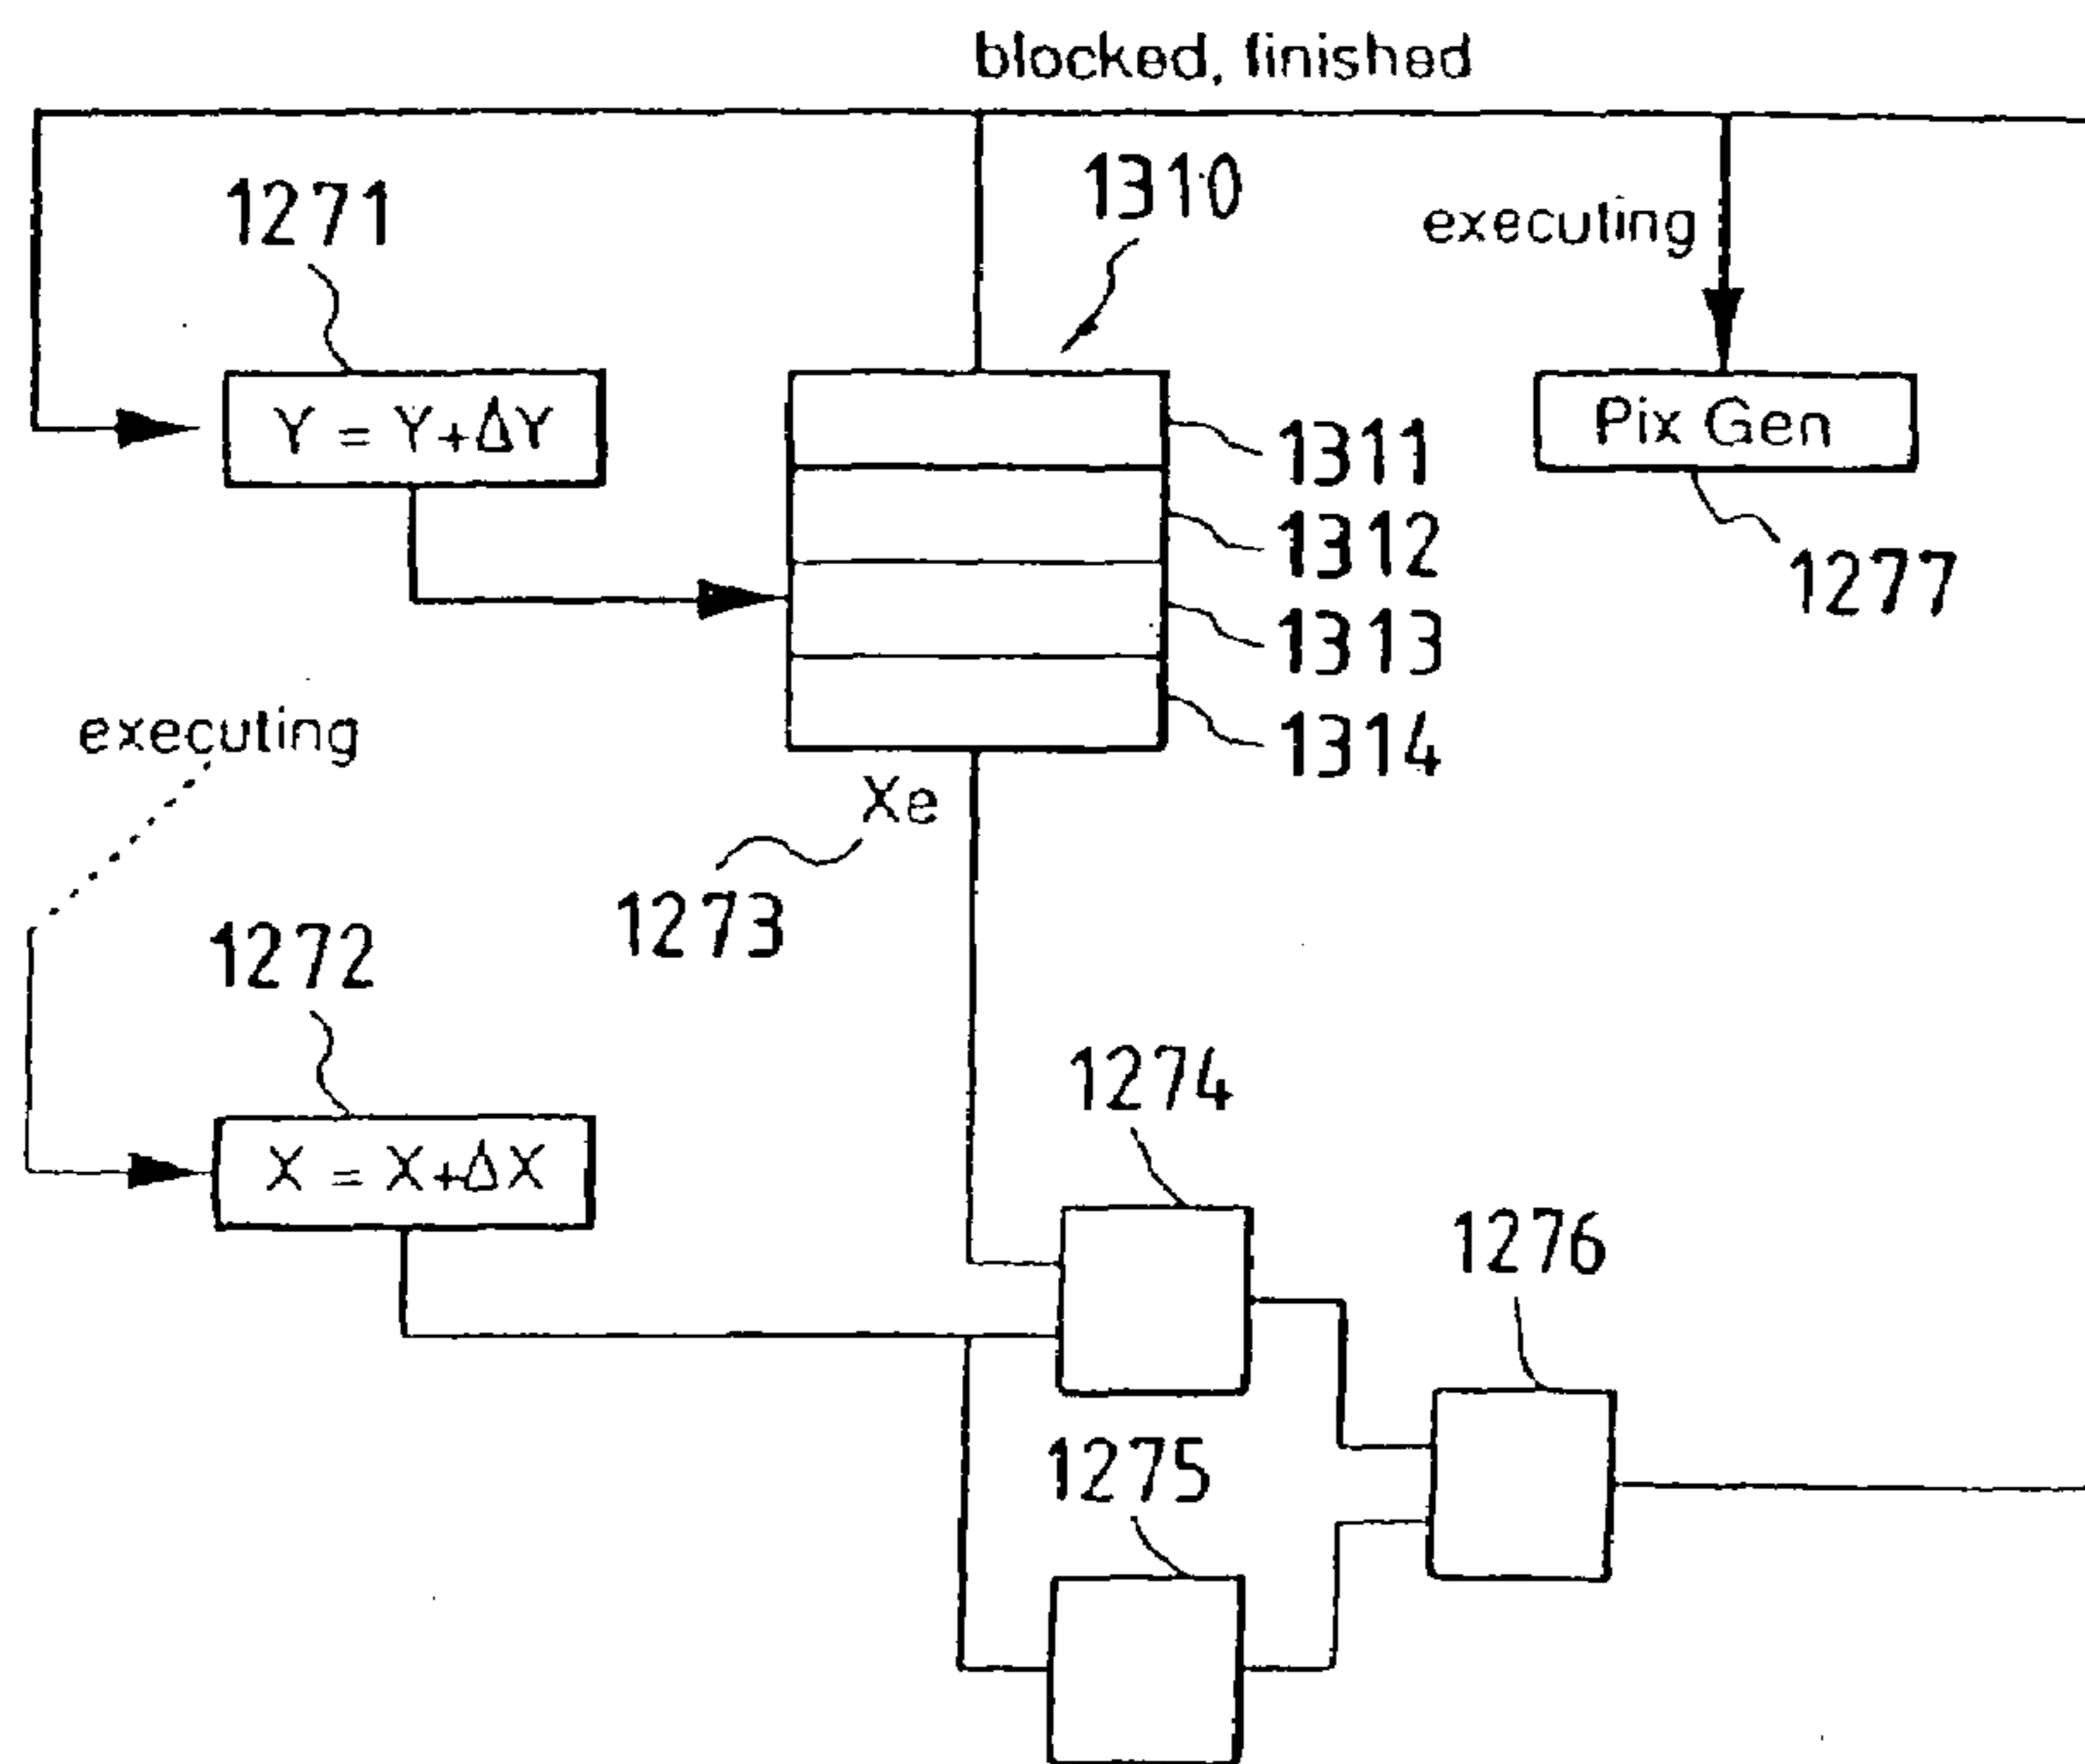 blocked, finished
1310
1271
executing
Y = Y+ΔY
Pix Gen
1311
1312
1277
1313
executing
1314
Xe
1273
1272
1274
X = X+ΔX
1276
1275